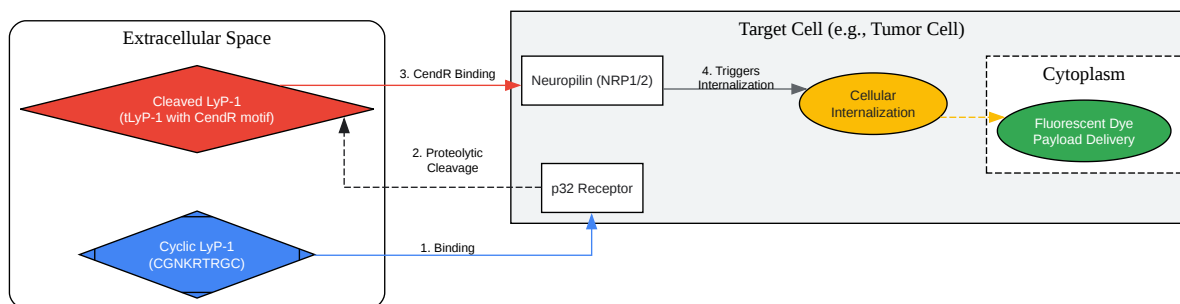 Extracellular Space
Cleaved LyP-1
(tLyP-1 with CendR motif)
Cyclic LyP-1
(CGNKRTRGC)
3. CendR Binding
2. Proteolytic
Cleavage
1. Binding
Target Cell (e.g., Tumor Cell)
Neuropilin (NRP1/2)
p32 Receptor
4. Triggers
Internalization
Cellular
Internalization
Cytoplasm
Fluorescent Dye
Payload Delivery